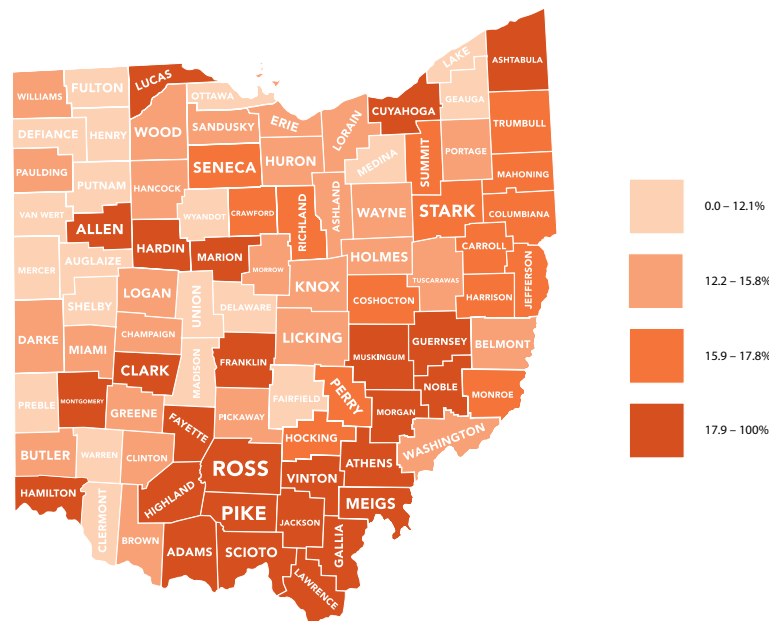 ASHTABULA
LAKE
LUCAS
FULTON
WILLIAMS
OTTAWA
GEAUGA
CUYAHOGA
ERIE
LORAIN
TRUMBULL
SANDUSKY
WOOD
DEFIANCE
HENRY
SUMMIT
PORTAGE
MEDINA
HURON
SENECA
PAULDING
MAHONING
PUTNAM
HANCOCK
ASHLAND
RICHLAND
WYANDOT
CRAWFORD
WAYNE
STARK
COLUMBIANA
VAN WERT
ALLEN
HARDIN
MARION
CARROLL
HOLMES
AUGLAIZE
MERCER
MORROW
TUSCARAWAS
JEFFERSON
KNOX
LOGAN
COSHOCTON
HARRISON
SHELBY
UNION
DELAWARE
CHAMPAIGN
LICKING
DARKE
MIAMI
GUERNSEY
BELMONT
MUSKINGUM
FRANKLIN
CLARK
MADISON
NOBLE
MONROE
PERRY
FAIRFIELD
PREBLE
MONTGOMERY
GREENE
MORGAN
PICKAWAY
FAYETTE
HOCKING
WASHINGTON
BUTLER
WARREN
CLINTON
ROSS
ATHENS
VINTON
HAMILTON
HIGHLAND
MEIGS
PIKE
JACKSON
CLERMONT
BROWN
ADAMS
SCIOTO
GALLIA
LAWRENCE
0.0 – 12.1%
12.2 – 15.8%
15.9 – 17.8%
17.9 – 100%